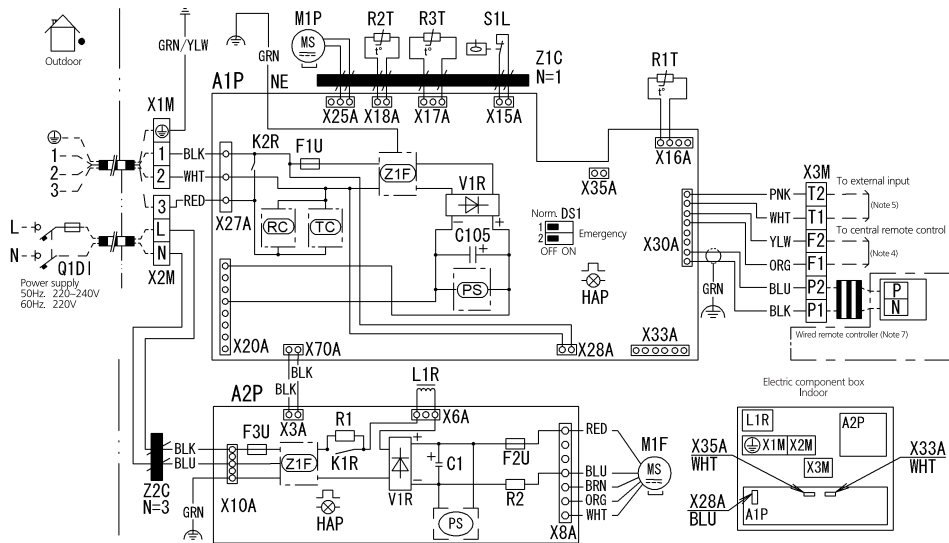 M1P
R2T
R3T
S1L
Z1C
N=1
Outdoor
GRN/YLW
GRN
MS
t°
t°
R1T
t°
A1P
NE
X1M
X25A
X18A
X17A
X15A
X16A
1
2
3
1
2
3
BLK
WHT
RED
K2R
F1U
Z1F
V1R
X35A
X3M
X27A
RC
TC
C105
+
−
+
PS
Norm.
DS1
1
2
Emergency
OFF ON
HAP
X30A
PNK
WHT
YLW
ORG
BLU
BLK
T2
T1
F2
F1
P2
P1
To external input
(Note 5)
To central remote control
(Note 4)
P
N
Wired remote controller (Note 7)
GRN
L
N
L
N
X2M
Q1DI
Power supply
50Hz. 220~240V
60Hz. 220V
X20A
X70A
X28A
X33A
BLK
BLK
L1R
A2P
X3A
X6A
BLK
BLU
F3U
R1
K1R
Z1F
V1R
+
−
+
C1
F2U
R2
PS
HAP
Z2C
N=3
X10A
GRN
RED
BLU
BRN
ORG
WHT
X8A
M1F
MS
Electric component box
Indoor
L1R
A2P
X1M
X2M
X3M
X35A
WHT
X33A
WHT
X28A
BLU
A1P